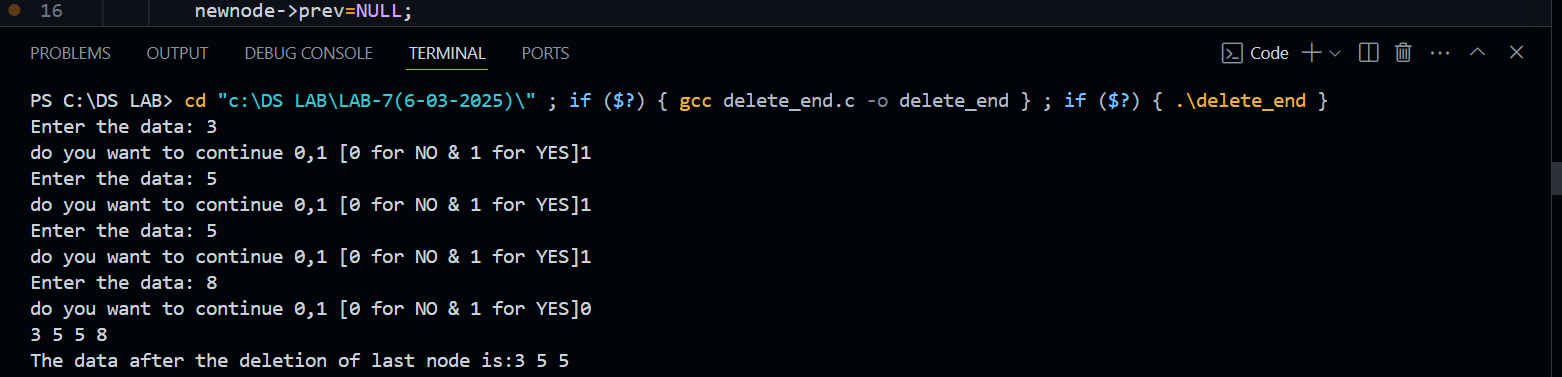 16 newnode->prev=NULL;
PROBLEMS OUTPUT DEBUG CONSOLE TERMINAL PORTS Code
PS C:\DS LAB> cd "c:\DS LAB\LAB-7(6-03-2025)\" ; if ($?) { gcc delete_end.c -o delete_end } ; if ($?) { .\delete_end }
Enter the data: 3
do you want to continue 0,1 [0 for NO & 1 for YES]1
Enter the data: 5
do you want to continue 0,1 [0 for NO & 1 for YES]1
Enter the data: 5
do you want to continue 0,1 [0 for NO & 1 for YES]1
Enter the data: 8
do you want to continue 0,1 [0 for NO & 1 for YES]0
3 5 5 8
The data after the deletion of last node is:3 5 5